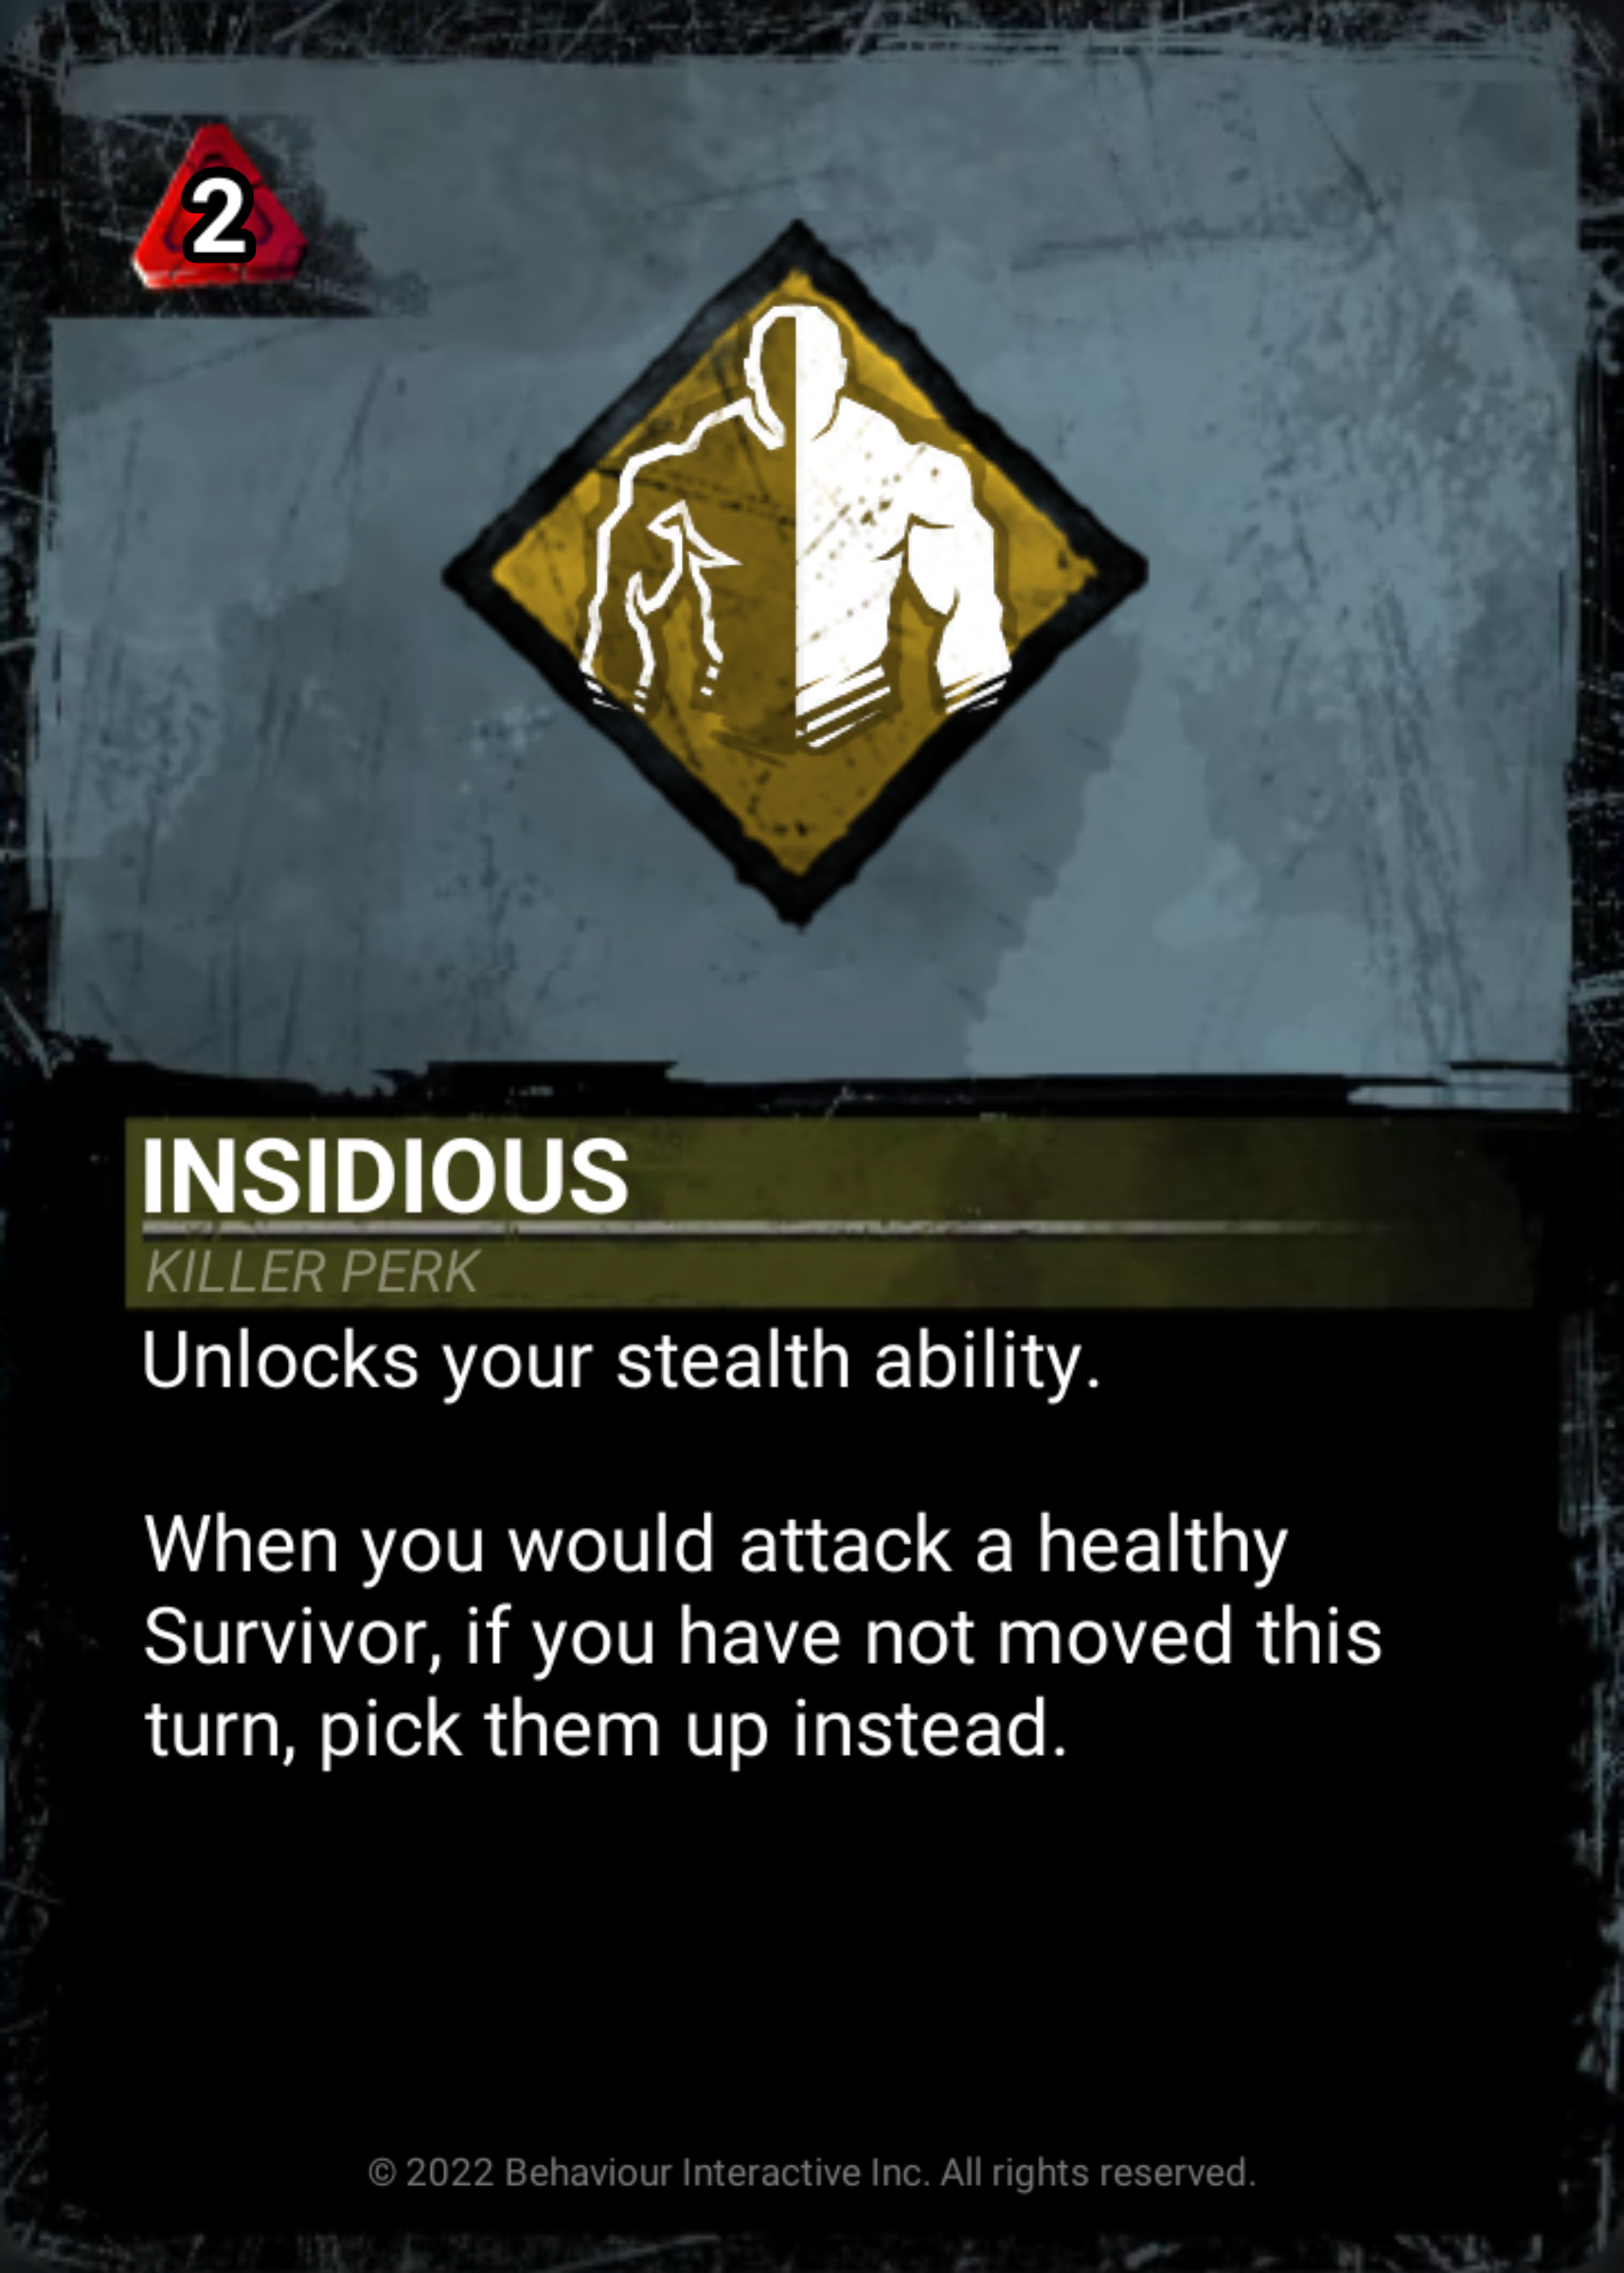 2
INSIDIOUS
KILLER PERK
Unlocks your stealth ability.
When you would attack a healthy
Survivor, if you have not moved this
turn, pick them up instead.
© 2022 Behaviour Interactive Inc. All rights reserved.